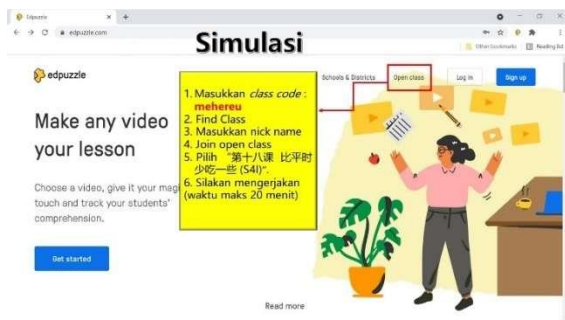 Edpuzzle
edpuzzle.com
Other bookmarks
Reading list
Simulasi
edpuzzle
Schools & Districts
Open class
Log in
Sign up
Make any video
your lesson
Choose a video, give it your magi
touch and track your students'
comprehension.
Get started
1. Masukkan class code :
mehereu
2. Find Class
3. Masukkan nick name
4. Join open class
5. Pilih "第十八课 比平时
少吃一些 (S4I)".
6. Silakan mengerjakan
(waktu maks 20 menit)
Read more